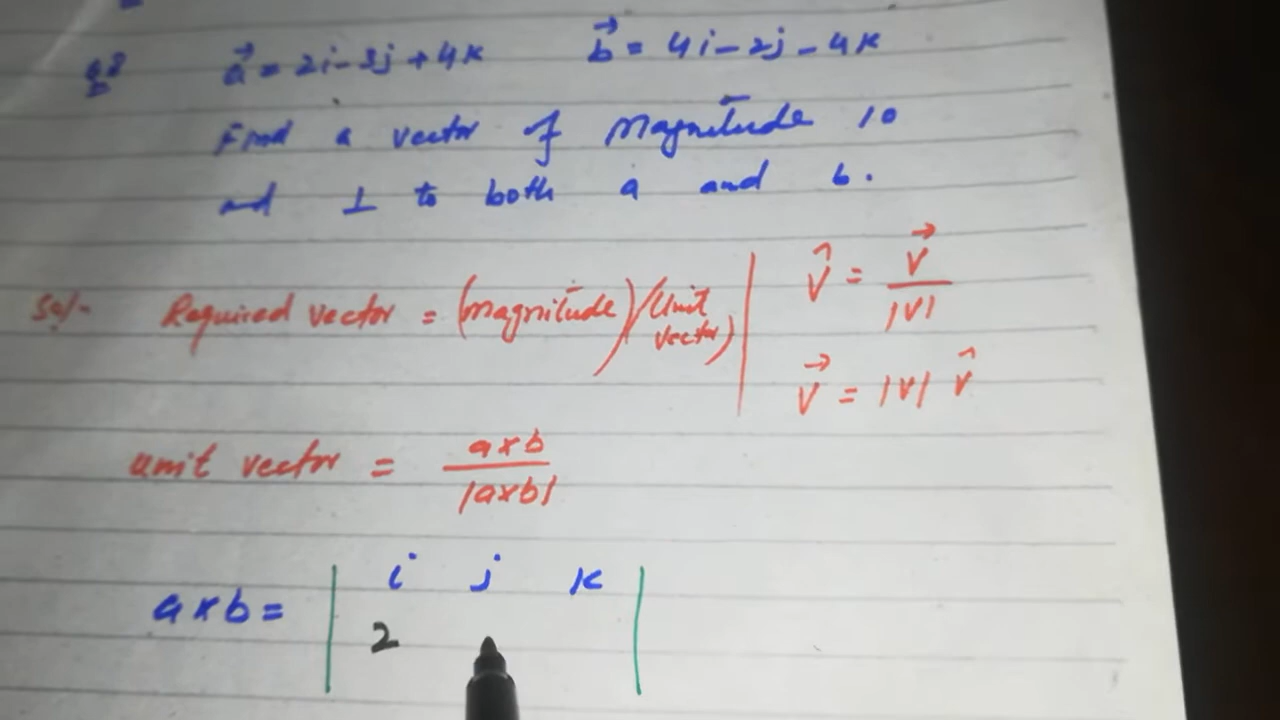 Q8 a⃗ = 2i-3j+4k b⃗ = 4i-2j-4k
Find a vector of Magnitude 10
and ⊥ to both a and b.
Sol- Required vector = (magnitude)(Unit vector) | v̂ = v⃗/|v|
v⃗ = |v| v̂
unit vector = a×b/|a×b|
a×b = | i j k |
2